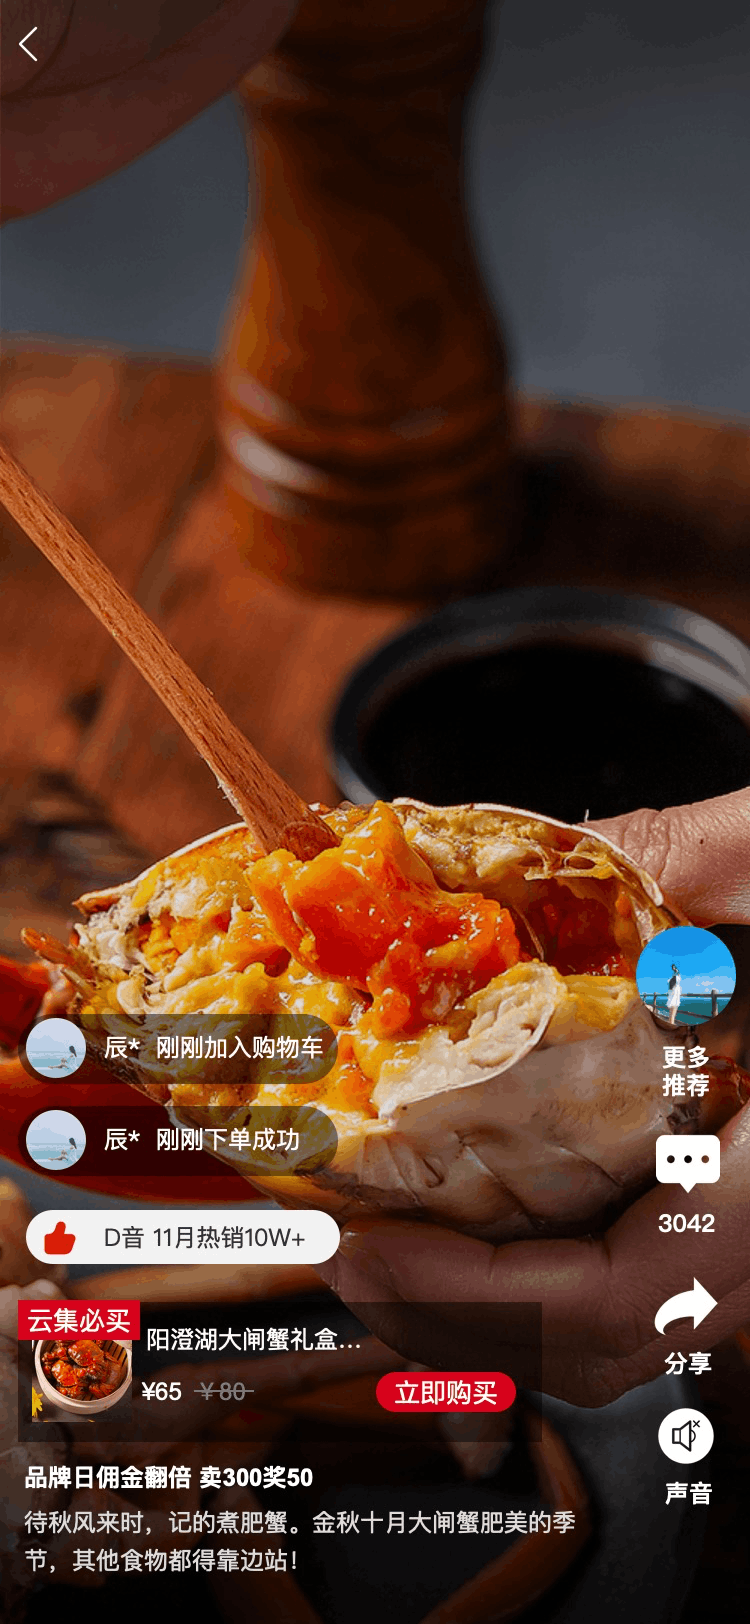 辰* 刚刚加入购物车
辰* 刚刚下单成功
D音 11月热销10W+
云集必买
阳澄湖大闸蟹礼盒...
¥65 ¥80
立即购买
品牌日佣金翻倍 卖300奖50
待秋风来时，记的煮肥蟹。金秋十月大闸蟹肥美的季
节，其他食物都得靠边站！
更多
推荐
3042
分享
声音